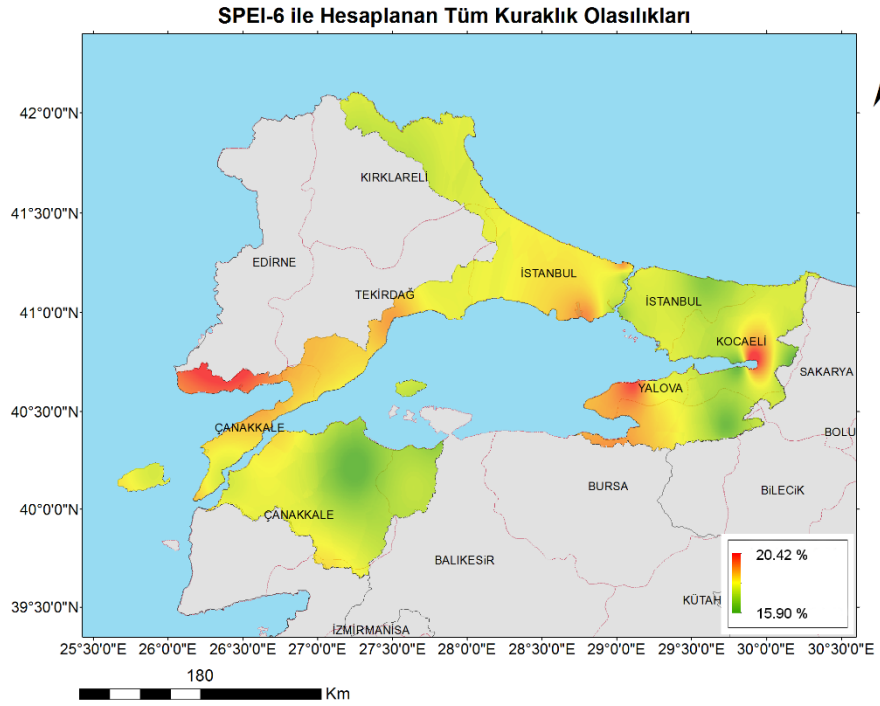 SPEI-6 ile Hesaplanan Tüm Kuraklık Olasılıkları
42°0'0"N
41°30'0"N
41°0'0"N
40°30'0"N
40°0'0"N
39°30'0"N
KIRKLARELİ
EDİRNE
İSTANBUL
TEKİRDAĞ
İSTANBUL
KOCAELİ
SAKARYA
YALOVA
ÇANAKKALE
BOLU
BURSA
BİLECİK
ÇANAKKALE
BALIKESİR
KÜTAH
İZMİR
MANİSA
20.42 %
15.90 %
25°30'0"E
26°0'0"E
26°30'0"E
27°0'0"E
27°30'0"E
28°0'0"E
28°30'0"E
29°0'0"E
29°30'0"E
30°0'0"E
30°30'0"E
180
Km